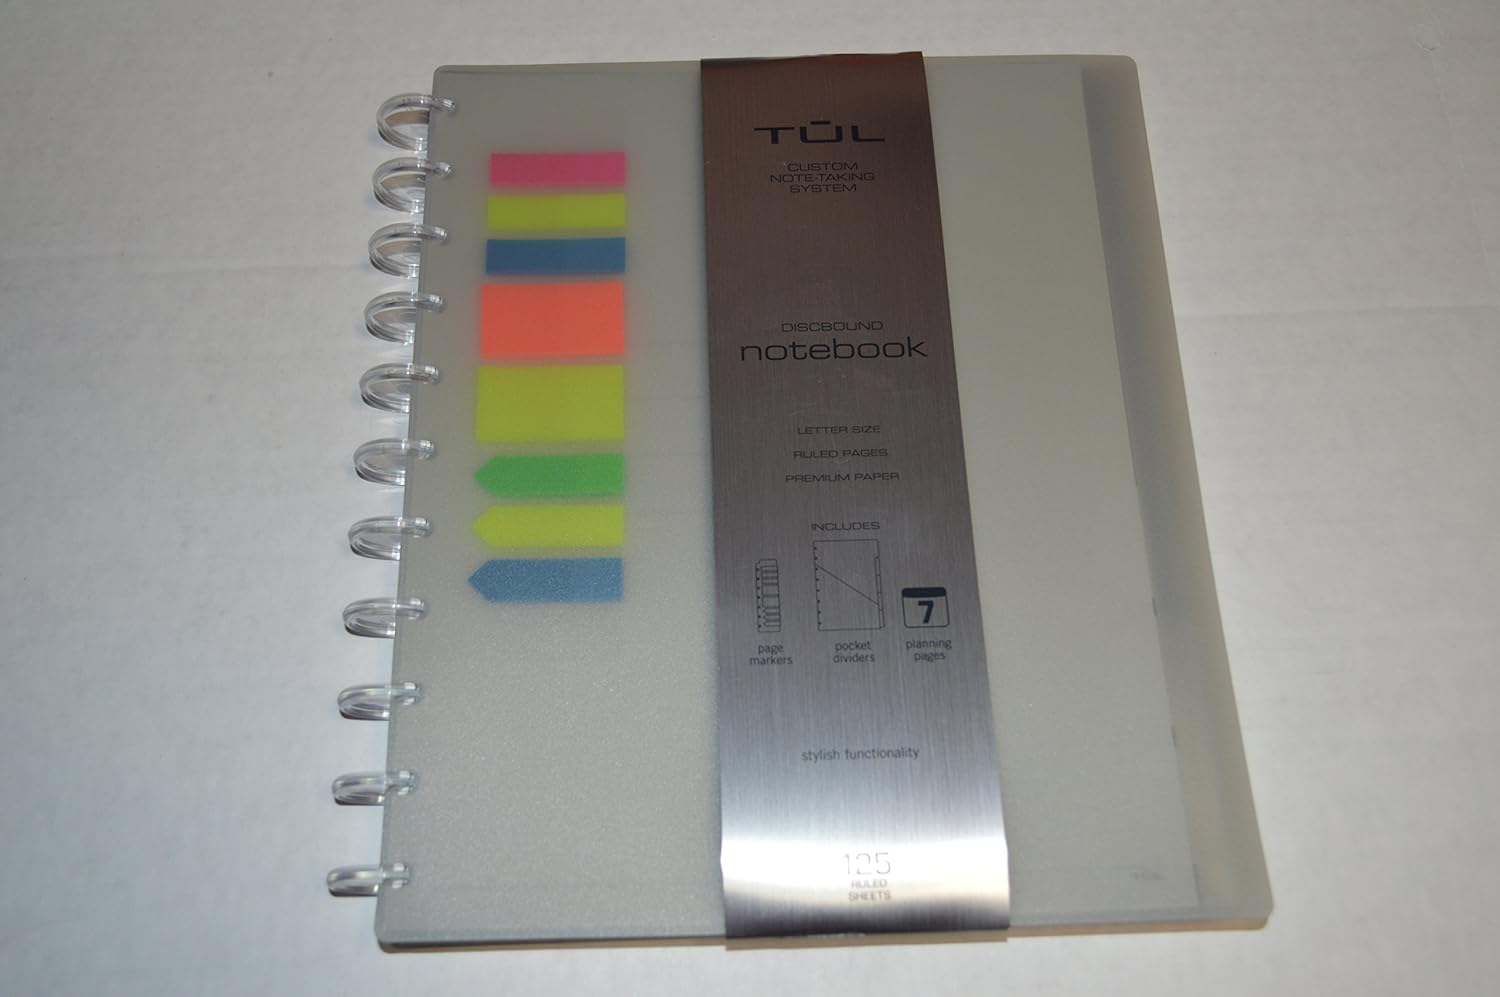 TŪL
CUSTOM
NOTE-TAKING
SYSTEM
DISCBOUND
notebook
LETTER SIZE
RULED PAGES
PREMIUM PAPER
INCLUDES
7
page
markers
pocket
dividers
planning
pages
stylish functionality
125
RULED
SHEETS